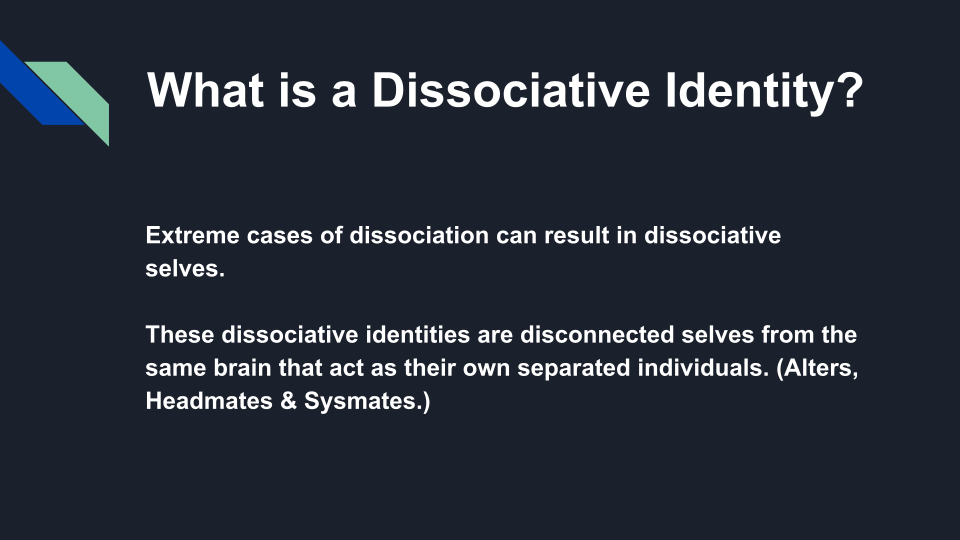 What is a Dissociative Identity?
Extreme cases of dissociation can result in dissociative
selves.
These dissociative identities are disconnected selves from the
same brain that act as their own separated individuals. (Alters,
Headmates & Sysmates.)